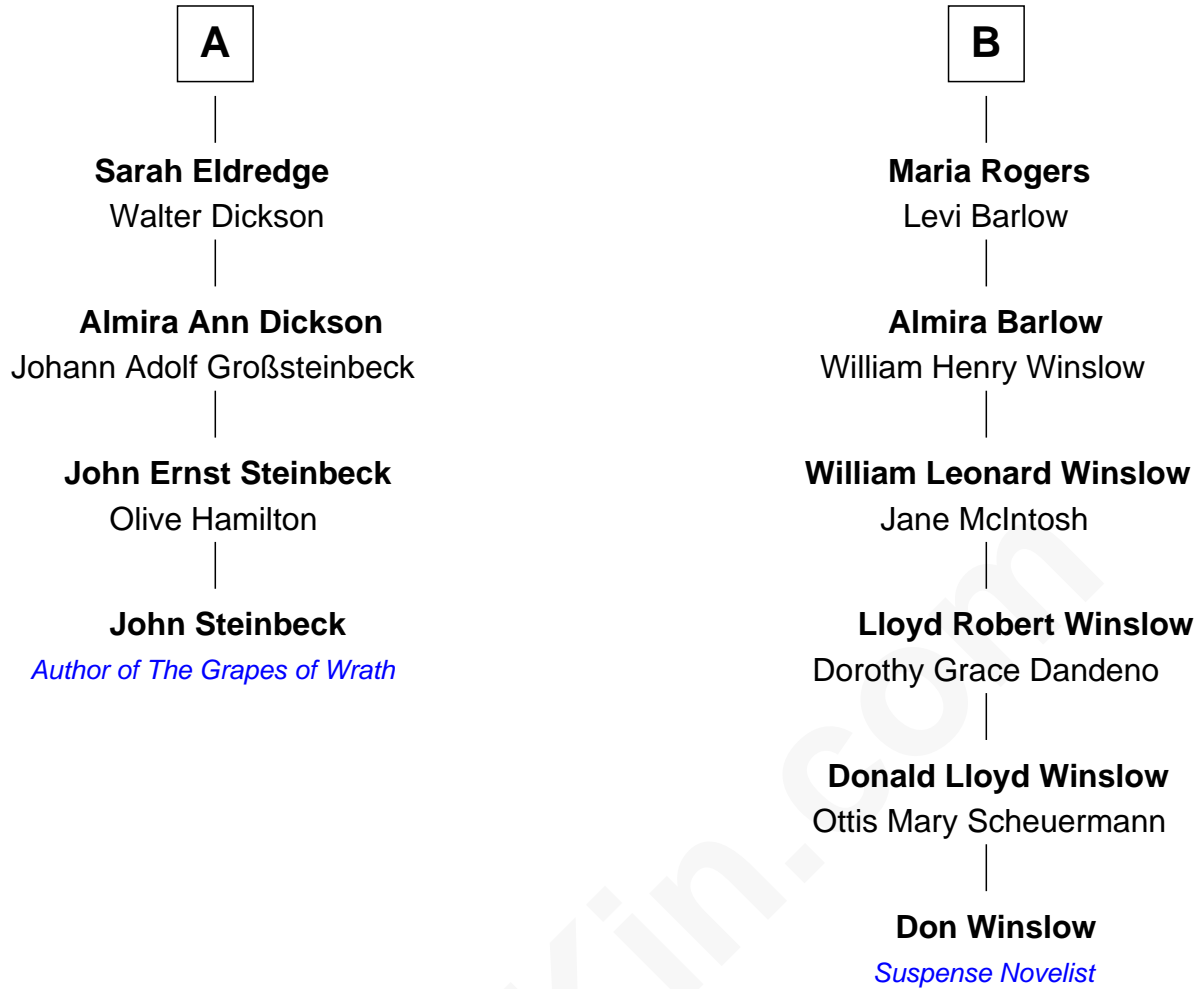 A
Sarah Eldredge
Walter Dickson
Almira Ann Dickson
Johann Adolf Großsteinbeck
John Ernst Steinbeck
Olive Hamilton
John Steinbeck
Author of The Grapes of Wrath
B
Maria Rogers
Levi Barlow
Almira Barlow
William Henry Winslow
William Leonard Winslow
Jane McIntosh
Lloyd Robert Winslow
Dorothy Grace Dandeno
Donald Lloyd Winslow
Ottis Mary Scheuermann
Don Winslow
Suspense Novelist